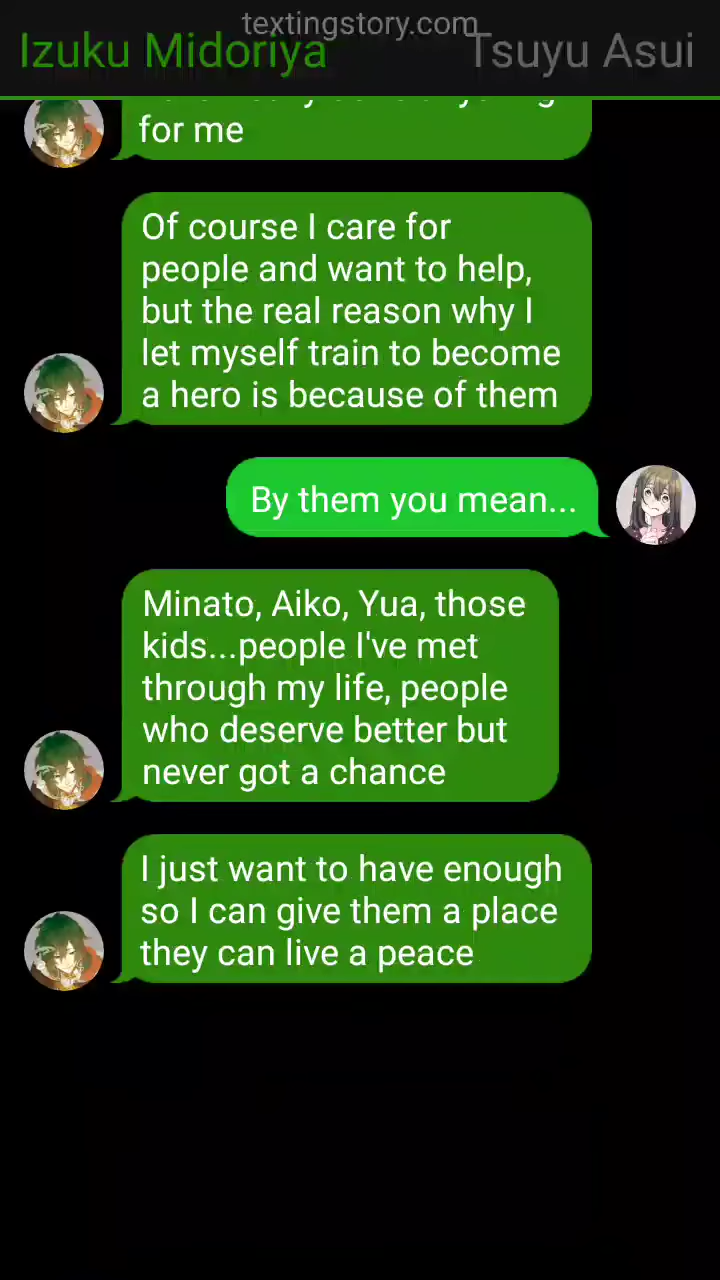 textingstory.com
Izuku Midoriya
Tsuyu Asui
for me
Of course I care for
people and want to help,
but the real reason why I
let myself train to become
a hero is because of them
By them you mean...
Minato, Aiko, Yua, those
kids...people I've met
through my life, people
who deserve better but
never got a chance
I just want to have enough
so I can give them a place
they can live a peace